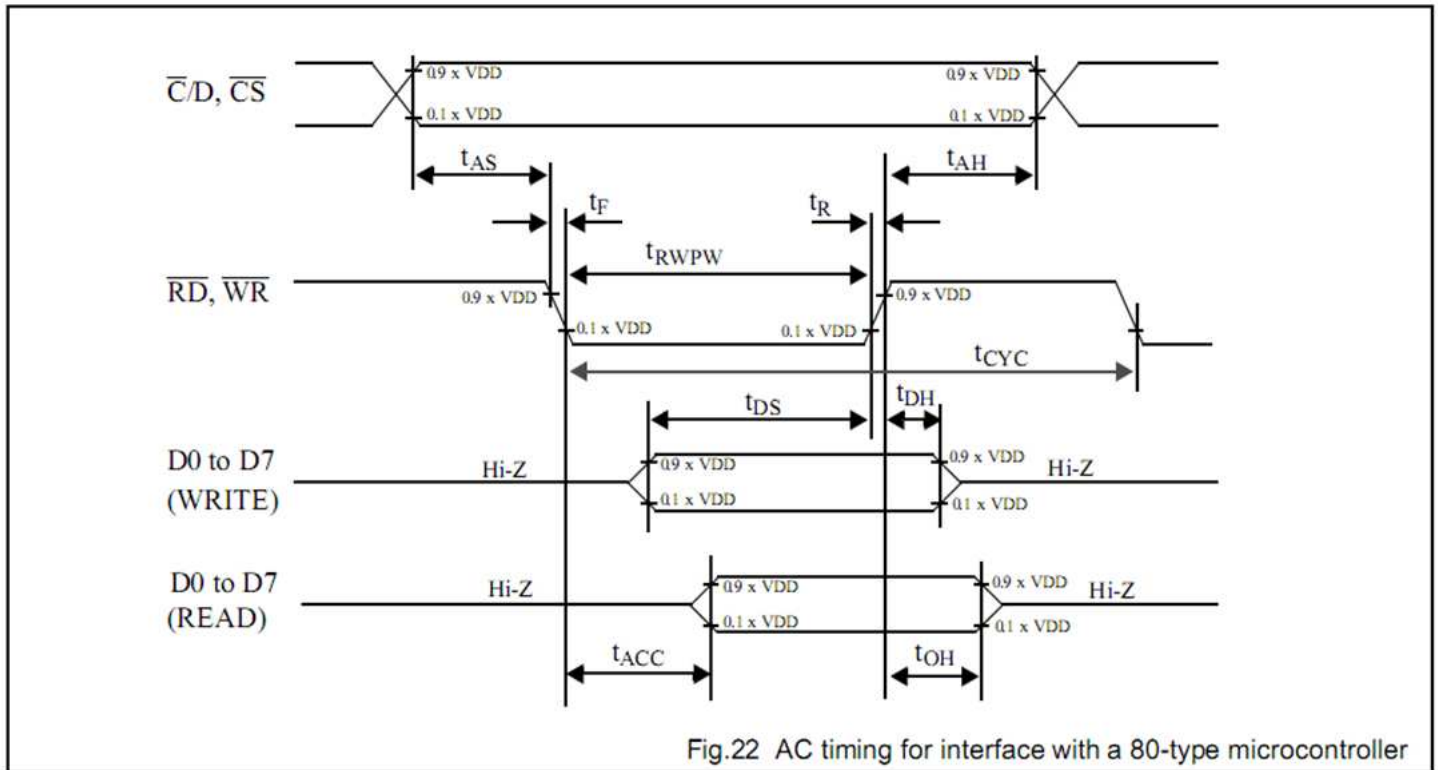 C̅/D, C̅S̅
0.9 x VDD 0.9 x VDD
0.1 x VDD 0.1 x VDD
tAS tAH
tF tR
tRWPW
R̅D̅, W̅R̅
0.9 x VDD 0.9 x VDD
0.1 x VDD 0.1 x VDD
tCYC
tDS tDH
D0 to D7
(WRITE)
Hi-Z 0.9 x VDD 0.9 x VDD Hi-Z
0.1 x VDD 0.1 x VDD
D0 to D7
(READ)
Hi-Z 0.9 x VDD 0.9 x VDD Hi-Z
0.1 x VDD 0.1 x VDD
tACC tOH
Fig.22 AC timing for interface with a 80-type microcontroller